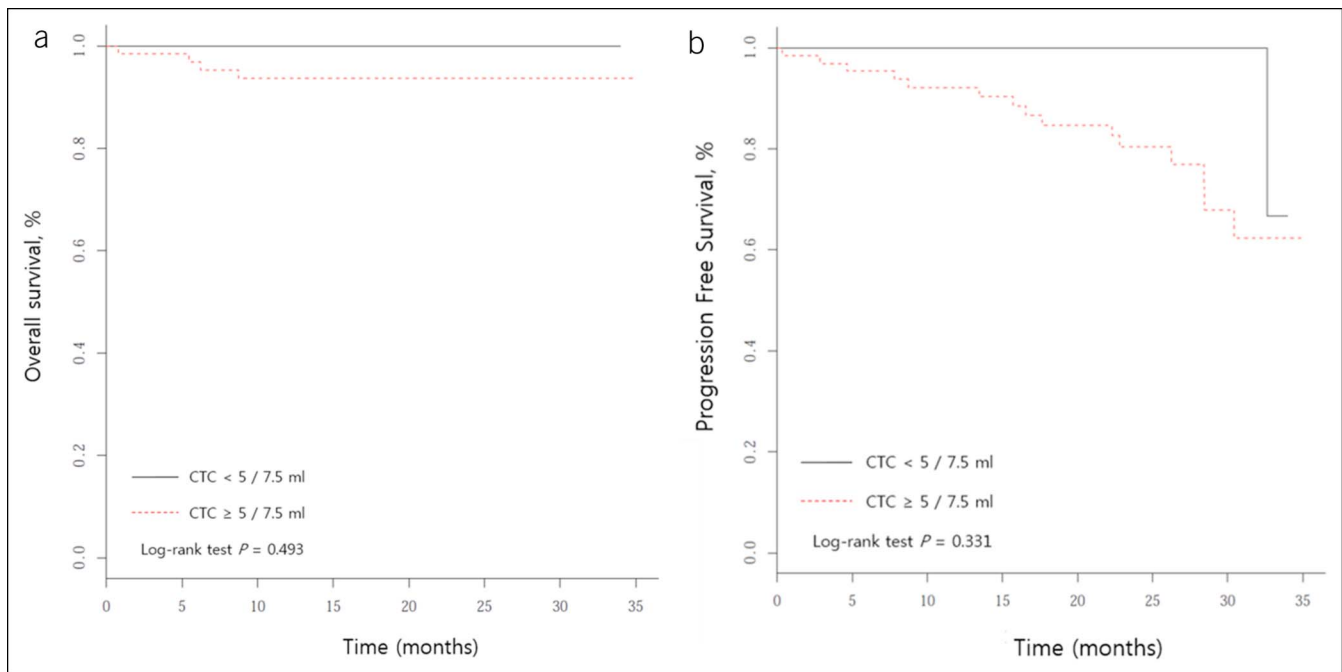 a
1.0
0.8
0.6
0.4
0.2
0.0
Overall survival, %
CTC < 5 / 7.5 ml
CTC ≥ 5 / 7.5 ml
Log-rank test P = 0.493
0 5 10 15 20 25 30 35
Time (months)
b
1.0
0.8
0.6
0.4
0.2
0.0
Progression Free Survival, %
CTC < 5 / 7.5 ml
CTC ≥ 5 / 7.5 ml
Log-rank test P = 0.331
0 5 10 15 20 25 30 35
Time (months)